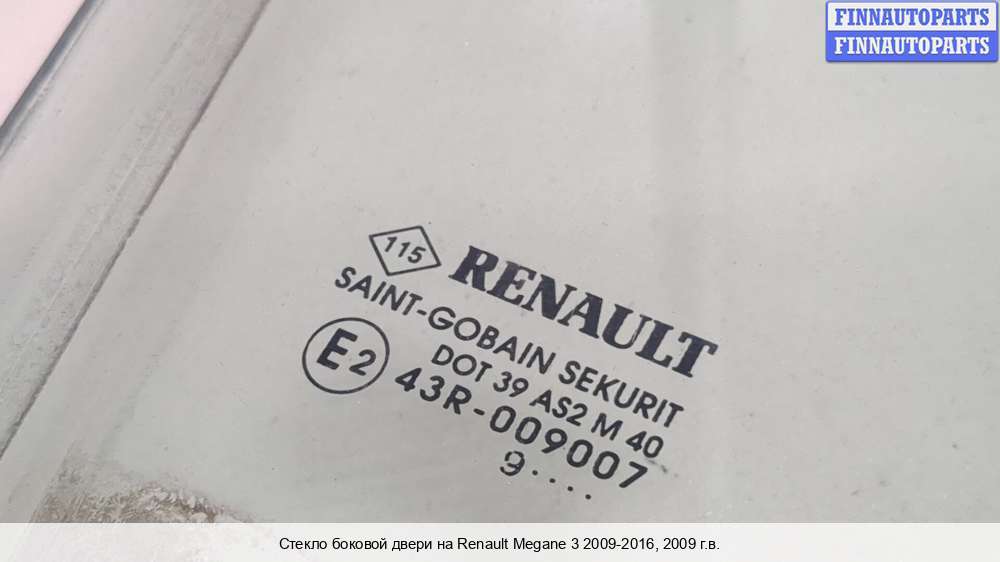 FINNAUTOPARTS
FINNAUTOPARTS
115 RENAULT
SAINT-GOBAIN SEKURIT
DOT 39 AS2 M 40
E2 43R-009007
9....
Стекло боковой двери на Renault Megane 3 2009-2016, 2009 г.в.